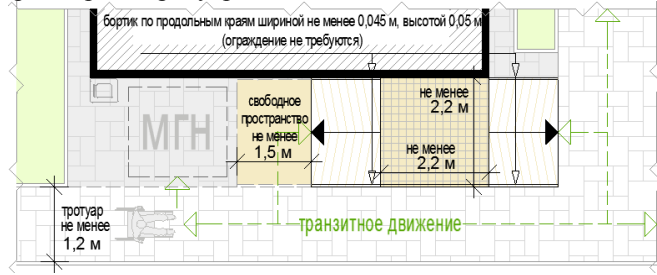 бортик по продольным краям шириной не менее 0,045 м, высотой 0,05 м
(ограждение не требуются)
свободное
пространство
не менее
1,5 м
не менее
2,2 м
МГН
не менее
2,2 м
тротуар
не менее
1,2 м
транзитное движение